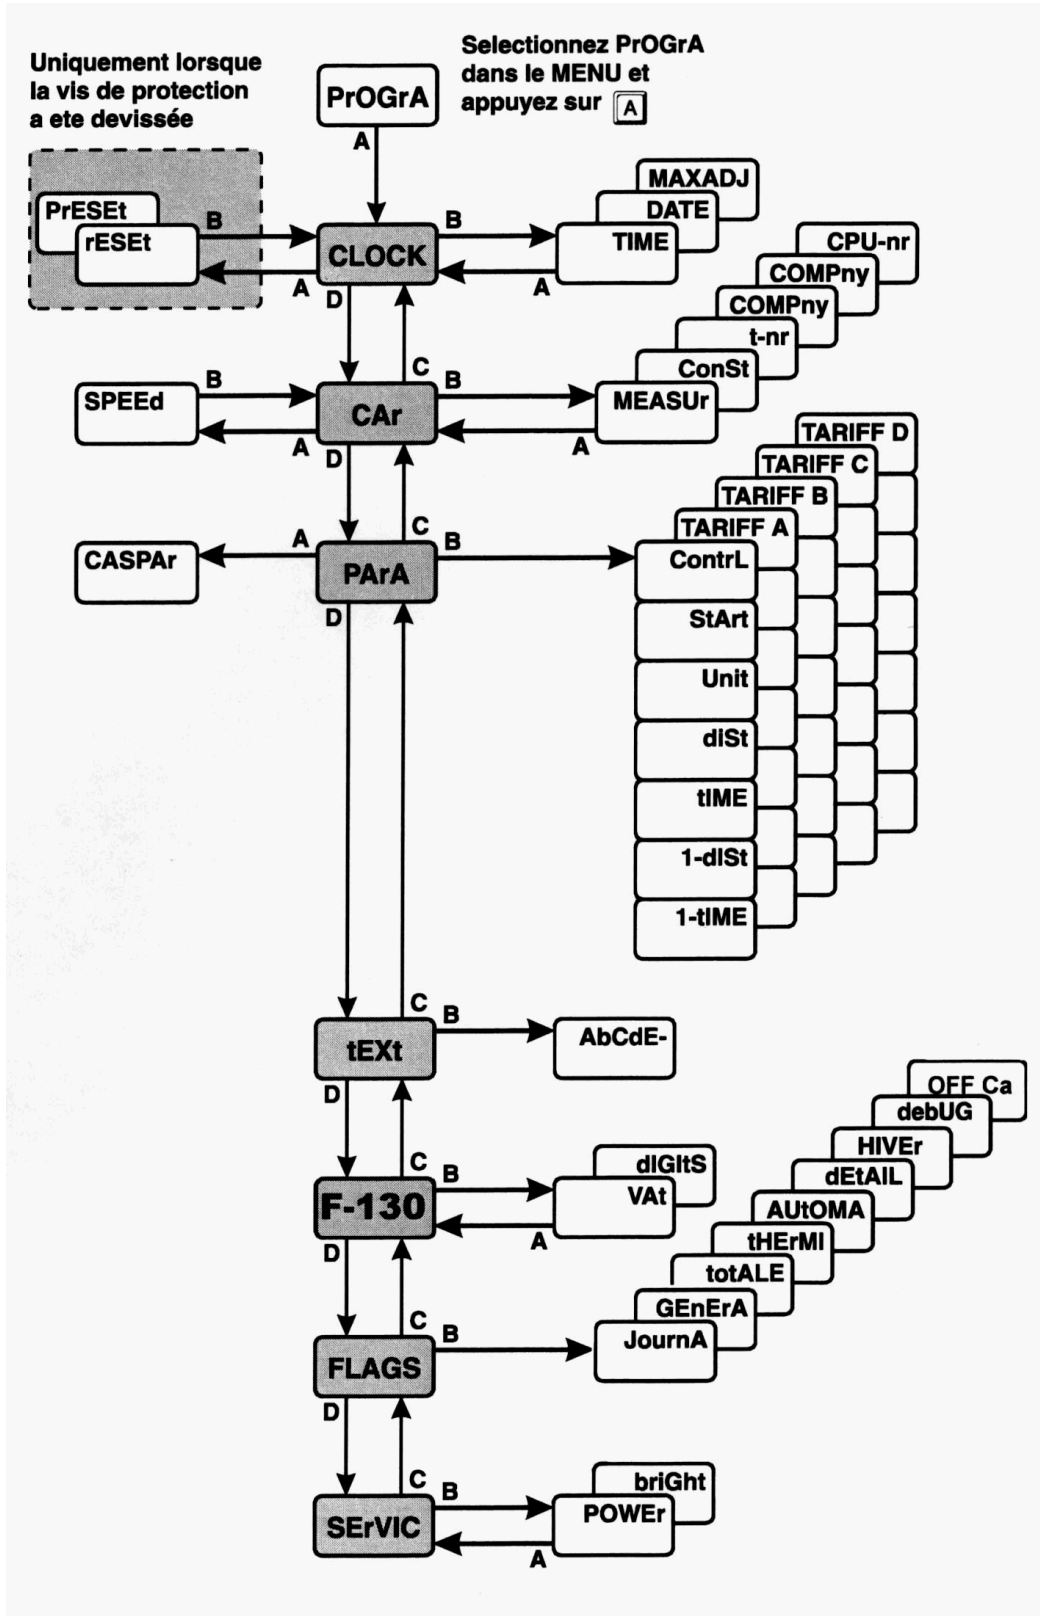 Uniquement lorsque
la vis de protection
a ete devissée
PrOGrA
Selectionnez PrOGrA
dans le MENU et
appuyez sur A
A
PrESEt
rESEt
B
A
CLOCK
B
A
MAXADJ
DATE
TIME
D
C
SPEEd
B
A
CAr
B
A
CPU-nr
COMPny
COMPny
t-nr
ConSt
MEASUr
D
C
CASPAr
A
PArA
B
TARIFF D
TARIFF C
TARIFF B
TARIFF A
ContrL
StArt
Unit
diSt
tIME
1-dISt
1-tIME
D
C
tEXt
B
AbCdE-
D
C
F-130
B
A
dIGItS
VAt
D
C
FLAGS
B
OFF Ca
debUG
HIVEr
dEtAIL
AUtOMA
tHErMI
totALE
GEnErA
JournA
D
C
SErVIC
B
A
briGht
POWEr